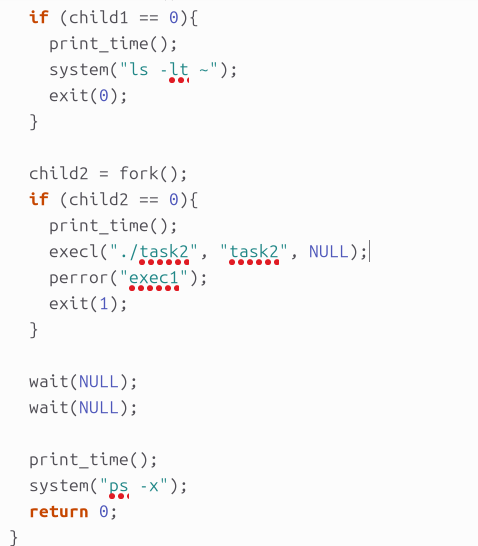 if (child1 == 0){
print_time();
system("ls -lt ~");
exit(0);
}
child2 = fork();
if (child2 == 0){
print_time();
execl("./task2", "task2", NULL);
perror("exec1");
exit(1);
}
wait(NULL);
wait(NULL);
print_time();
system("ps -x");
return 0;
}